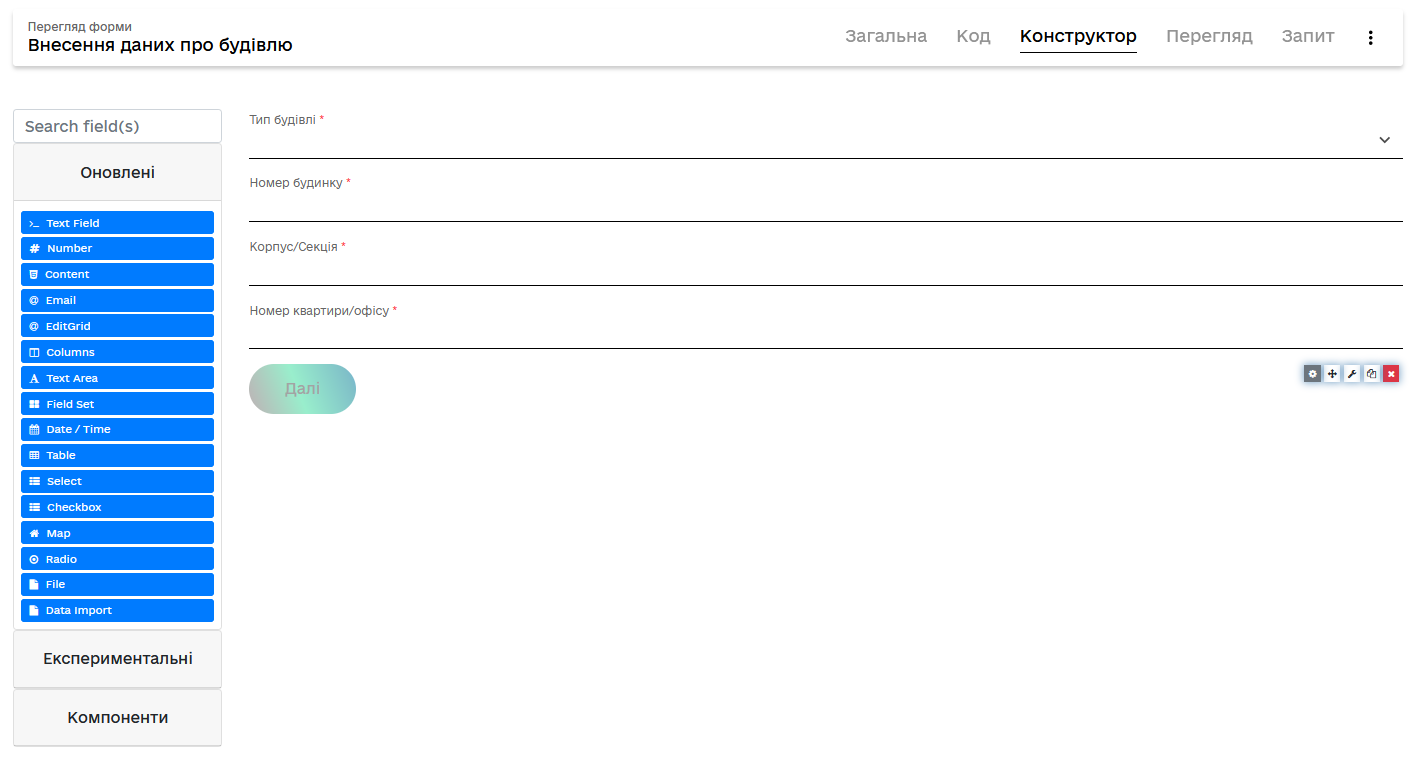 Перегляд форми
Внесення даних про будівлю
Загальна Код Конструктор Перегляд Запит
Search field(s)
Оновлені
Text Field
Number
Content
Email
EditGrid
Columns
Text Area
Field Set
Date / Time
Table
Select
Checkbox
Map
Radio
File
Data Import
Експериментальні
Компоненти
Тип будівлі *
Номер будинку *
Корпус/Секція *
Номер квартири/офісу *
Далі